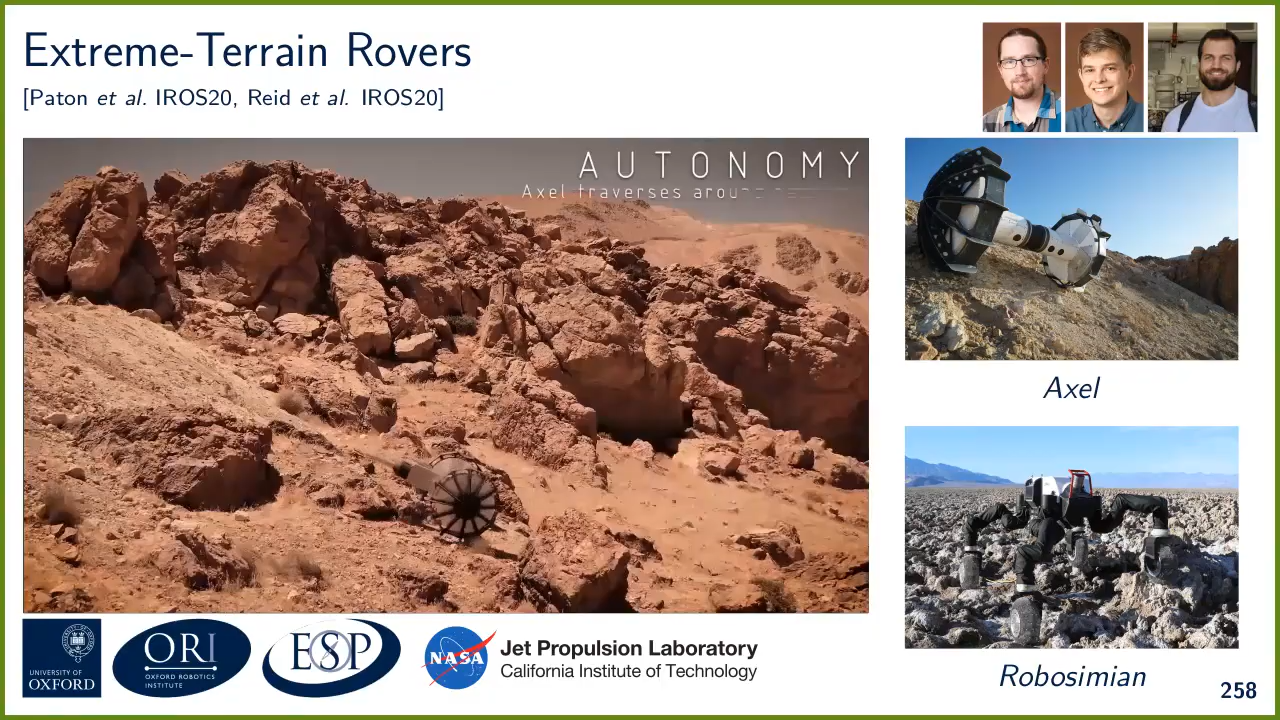 Extreme-Terrain Rovers
[Paton et al. IROS20, Reid et al. IROS20]
AUTONOMY
Axel traverses arou
Axel
Robosimian
UNIVERSITY OF
OXFORD
ORI
OXFORD ROBOTICS
INSTITUTE
ESP
NASA
Jet Propulsion Laboratory
California Institute of Technology
258